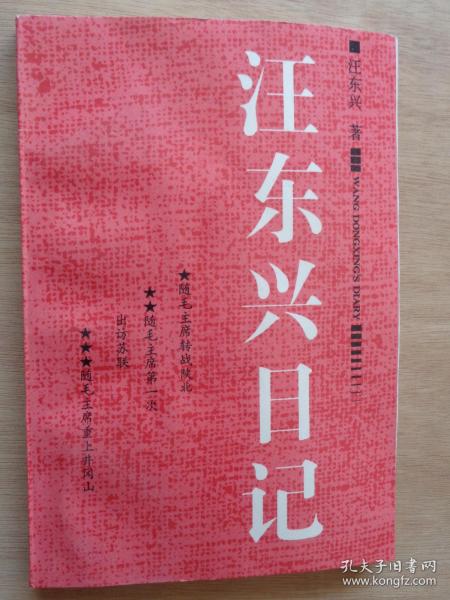 汪东兴 著
WANG DONGXING'S DIARY
汪东兴日记
★随毛主席转战陕北
★★随毛主席第一次
出访苏联
★★★随毛主席重上井冈山
孔夫子旧书网
www.kongfz.com